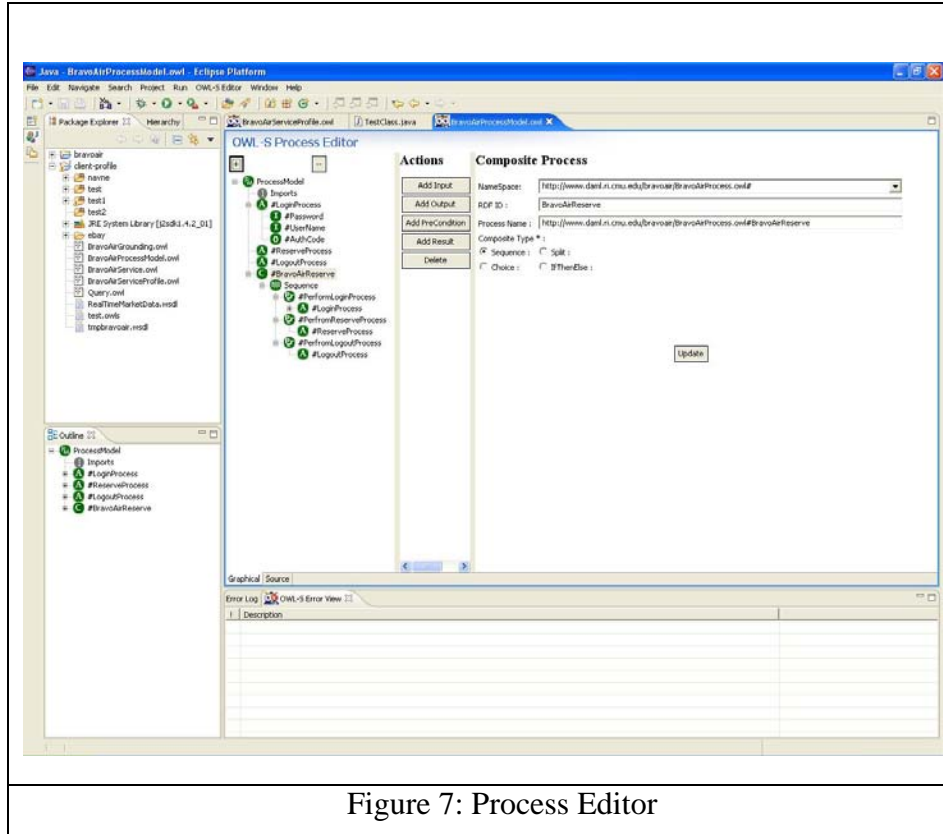 Java - BravoAirProcessModel.owl - Eclipse Platform
File Edit Navigate Search Project Run OWL-S Editor Window Help
Package Explorer Hierarchy
BravoAirServiceProfile.owl TestClass.java BravoAirProcessModel.owl
bravoair
client-profile
navne
test
test1
test2
JRE System Library [j2sdk1.4.2_01]
ebay
BravoAirGrounding.owl
BravoAirProcessModel.owl
BravoAirService.owl
BravoAirServiceProfile.owl
Query.owl
RealTimeMarketData.wsdl
test.owls
tmpbravoair.wsdl
Outline
ProcessModel
Imports
#LoginProcess
#ReserveProcess
#LogoutProcess
#BravoAirReserve
OWL-S Process Editor
ProcessModel
Imports
#LoginProcess
#Password
#UserName
#AuthCode
#ReserveProcess
#LogoutProcess
#BravoAirReserve
Sequence
#PerformLoginProcess
#LoginProcess
#PerfromReserveProcess
#ReserveProcess
#PerfromLogoutProcess
#LogoutProcess
Actions
Add Input
Add Output
Add PreCondition
Add Result
Delete
Composite Process
NameSpace: http://www.daml.ri.cmu.edu/bravoair/BravoAirProcess.owl#
RDF ID : BravoAirReserve
Process Name : http://www.daml.ri.cmu.edu/bravoair/BravoAirProcess.owl#BravoAirReserve
Composite Type * :
Sequence : Split :
Choice : IfThenElse :
Update
Graphical Source
Error Log OWL-S Error View
! Description
Figure 7: Process Editor